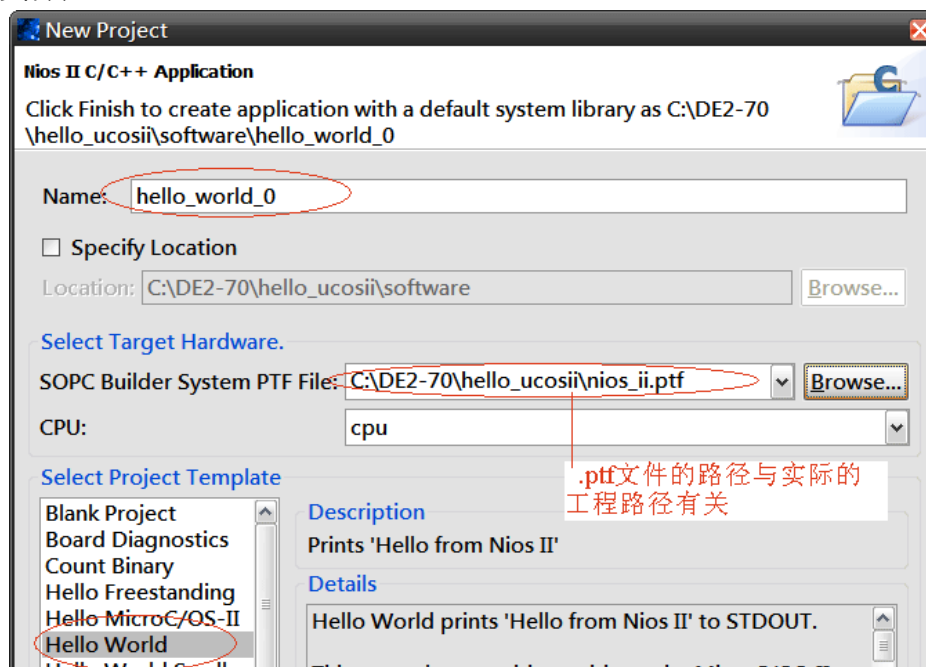 New Project
Nios II C/C++ Application
Click Finish to create application with a default system library as C:\DE2-70
\hello_ucosii\software\hello_world_0
Name: hello_world_0
Specify Location
Location: C:\DE2-70\hello_ucosii\software Browse...
Select Target Hardware.
SOPC Builder System PTF File: C:\DE2-70\hello_ucosii\nios_ii.ptf Browse...
CPU: cpu
.ptf文件的路径与实际的
工程路径有关
Select Project Template
Blank Project
Board Diagnostics
Count Binary
Hello Freestanding
Hello MicroC/OS-II
Hello World
Description
Prints 'Hello from Nios II'
Details
Hello World prints 'Hello from Nios II' to STDOUT.